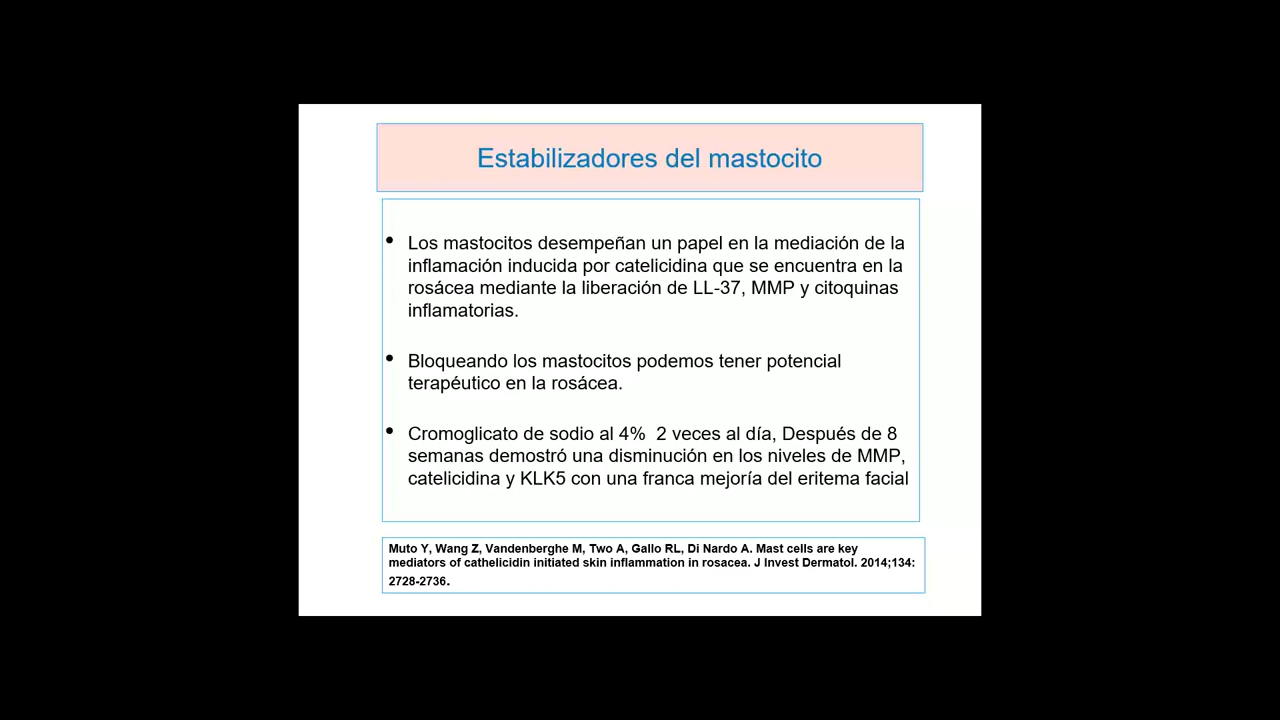 Estabilizadores del mastocito
• Los mastocitos desempeñan un papel en la mediación de la
inflamación inducida por catelicidina que se encuentra en la
rosácea mediante la liberación de LL-37, MMP y citoquinas
inflamatorias.
• Bloqueando los mastocitos podemos tener potencial
terapéutico en la rosácea.
• Cromoglicato de sodio al 4%  2 veces al día, Después de 8
semanas demostró una disminución en los niveles de MMP,
catelicidina y KLK5 con una franca mejoría del eritema facial
Muto Y, Wang Z, Vandenberghe M, Two A, Gallo RL, Di Nardo A. Mast cells are key
mediators of cathelicidin initiated skin inflammation in rosacea. J Invest Dermatol. 2014;134:
2728-2736.